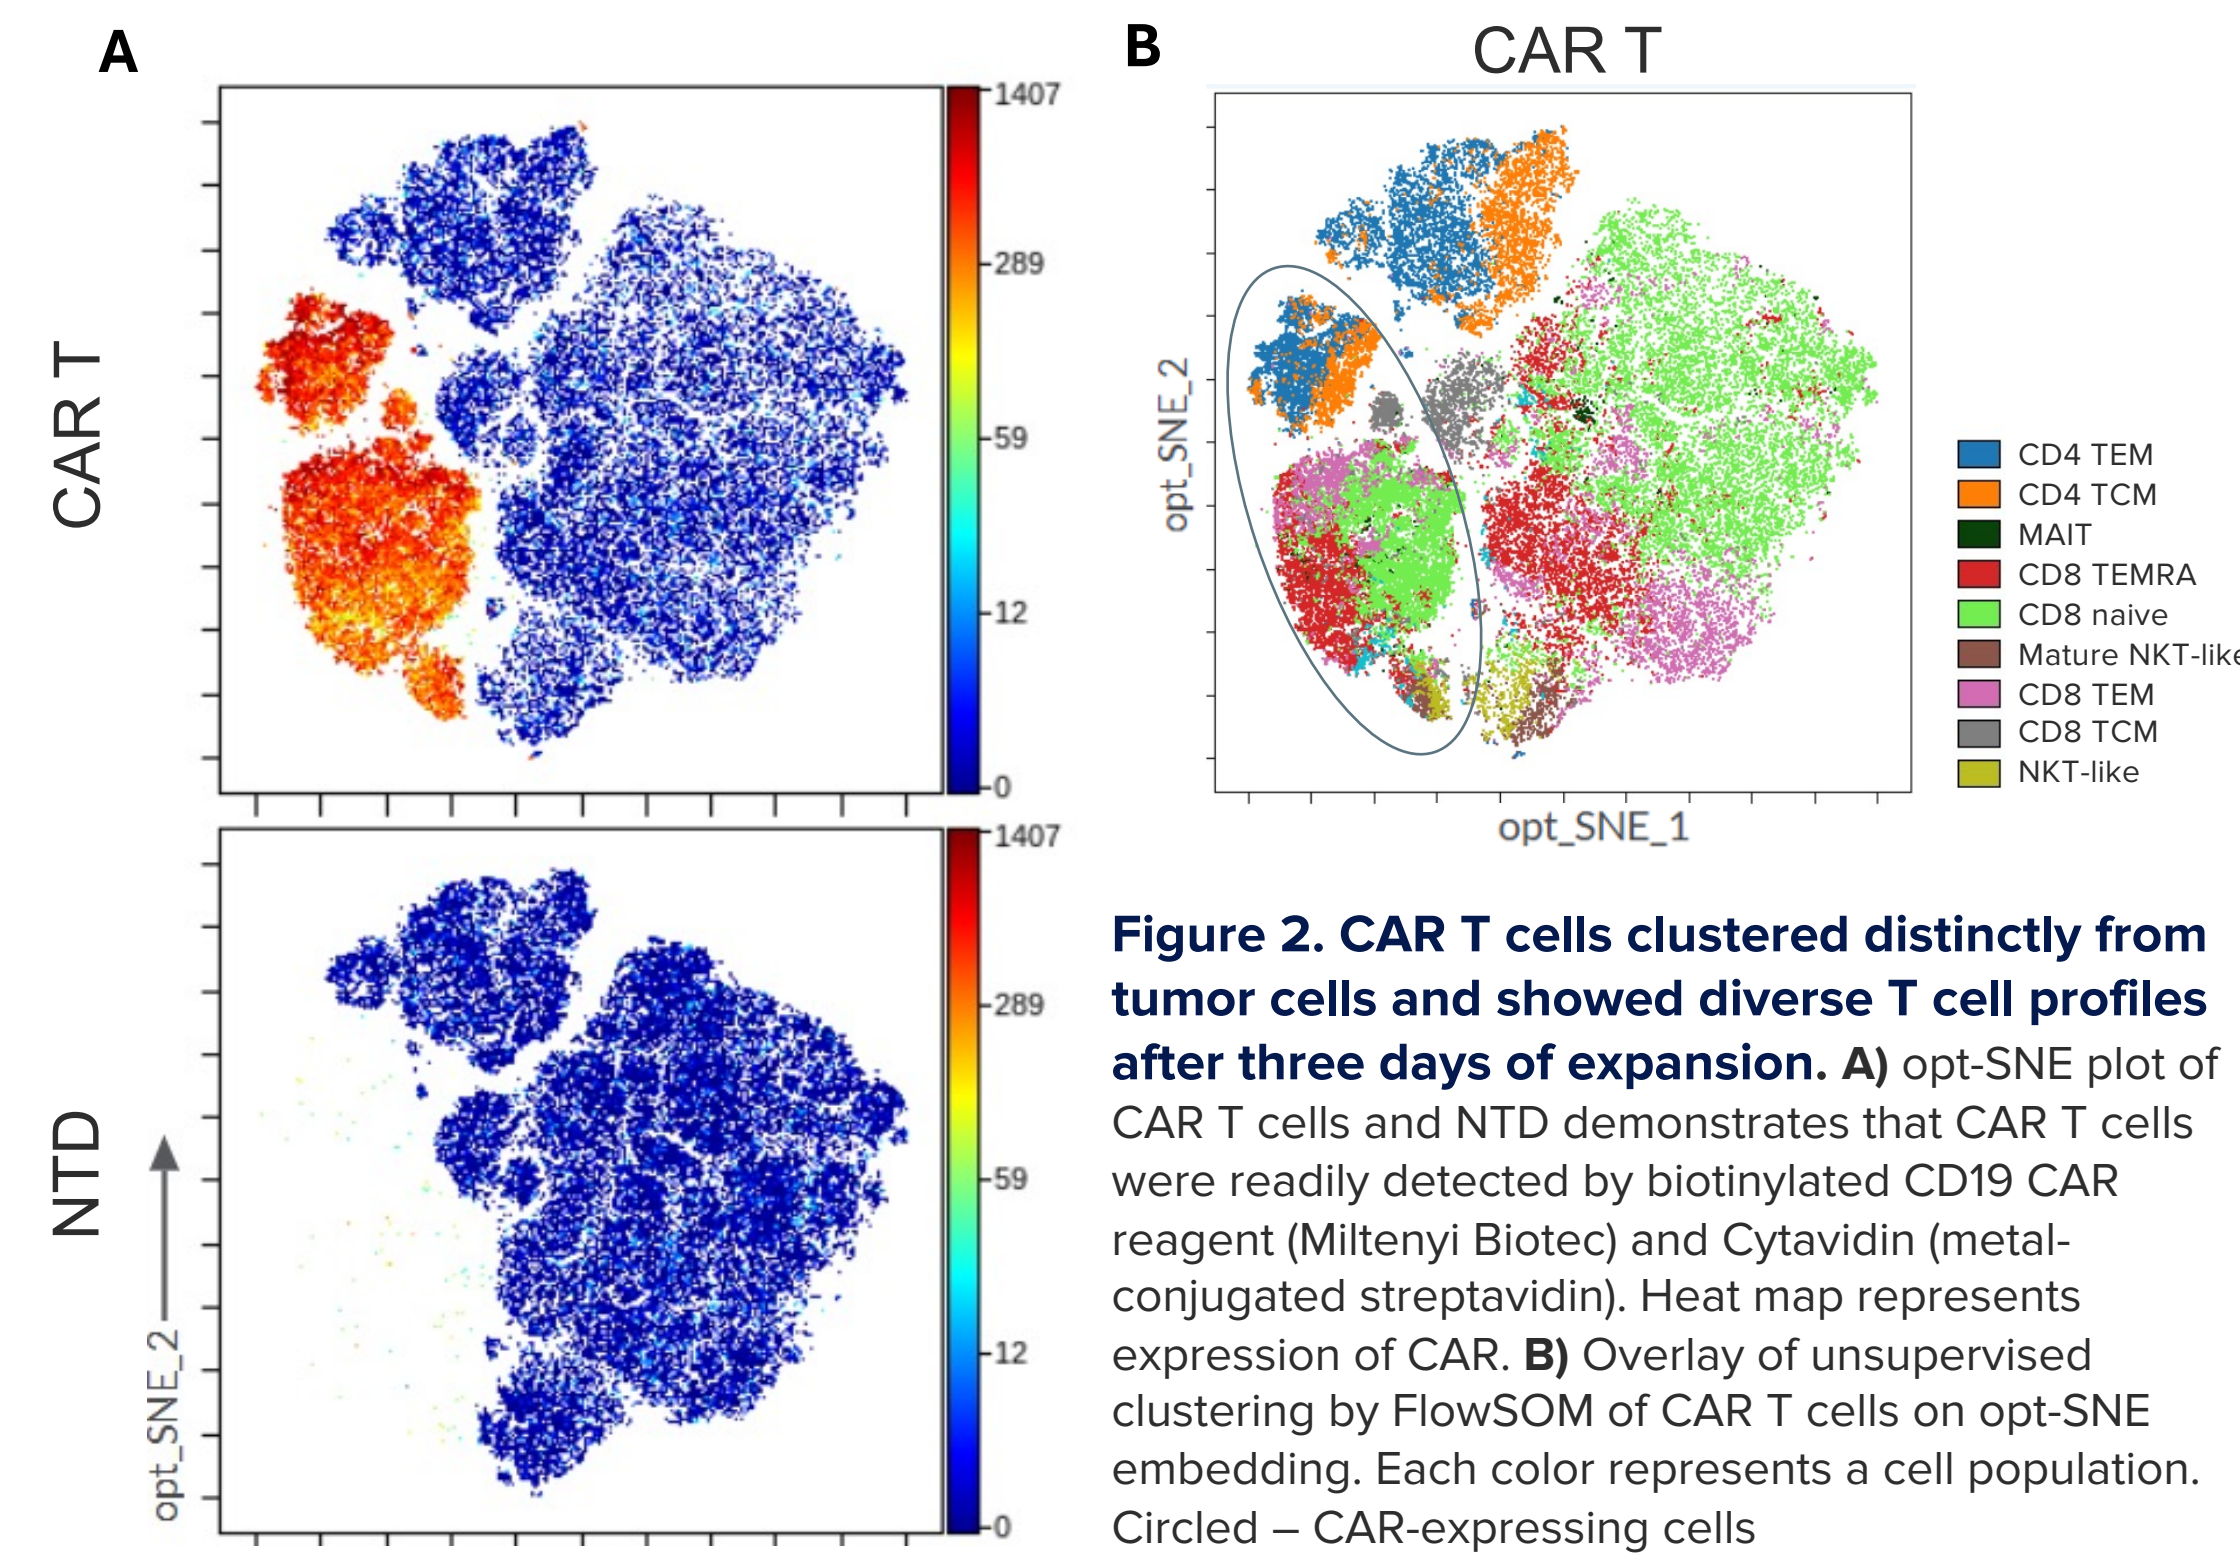 A
CAR T
1407
289
59
12
0
NTD
opt_SNE_2
1407
289
59
12
0
B
CAR T
opt_SNE_2
opt_SNE_1
CD4 TEM
CD4 TCM
MAIT
CD8 TEMRA
CD8 naive
Mature NKT-like
CD8 TEM
CD8 TCM
NKT-like
Figure 2. CAR T cells clustered distinctly from
tumor cells and showed diverse T cell profiles
after three days of expansion. A) opt-SNE plot of
CAR T cells and NTD demonstrates that CAR T cells
were readily detected by biotinylated CD19 CAR
reagent (Miltenyi Biotec) and Cytavidin (metal-
conjugated streptavidin). Heat map represents
expression of CAR. B) Overlay of unsupervised
clustering by FlowSOM of CAR T cells on opt-SNE
embedding. Each color represents a cell population.
Circled – CAR-expressing cells